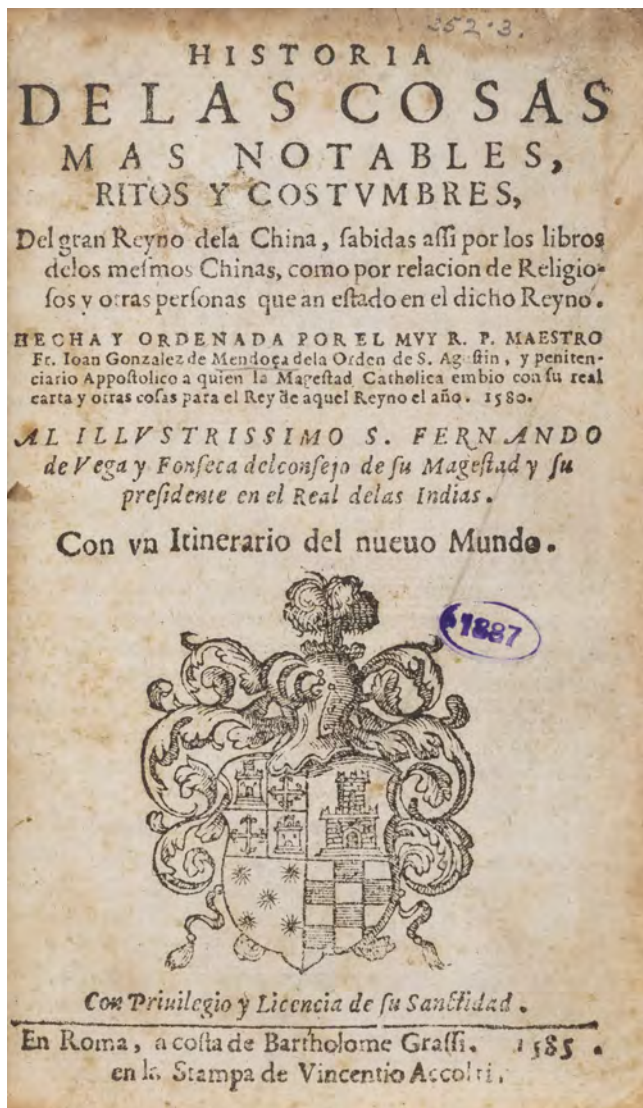 252·3.
HISTORIA
DE LAS COSAS
MAS NOTABLES,
RITOS Y COSTVMBRES,
Del gran Reyno dela China, ſabidas aſſi por los libros
delos meſmos Chinas, como por relacion de Religio-
ſos y otras perſonas que an eſtado en el dicho Reyno.
HECHA Y ORDENADA POR EL MVY R. P. MAESTRO
Fr. Ioan Gonzalez de Mendoça dela Orden de S. Aguſtin, y peniten-
ciario Appoſtolico a quien la Mageſtad Catholica embio con ſu real
carta y otras coſas para el Rey de aquel Reyno el año. 1580.
AL ILLVSTRISSIMO S. FERNANDO
de Vega y Fonſeca delconſejo de ſu Mageſtad y ſu
preſidente en el Real delas Indias.
Con vn Itinerario del nueuo Mundo.
61887
Con Priuilegio y Licencia de ſu Sanctidad.
En Roma, a coſta de Bartholome Graſſi. 1585.
en la Stampa de Vincentio Accolti.